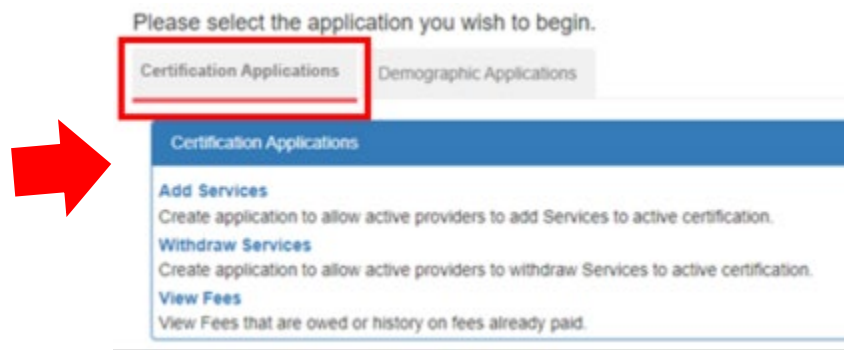 Please select the application you wish to begin.
Certification Applications Demographic Applications
Certification Applications
Add Services
Create application to allow active providers to add Services to active certification.
Withdraw Services
Create application to allow active providers to withdraw Services to active certification.
View Fees
View Fees that are owed or history on fees already paid.